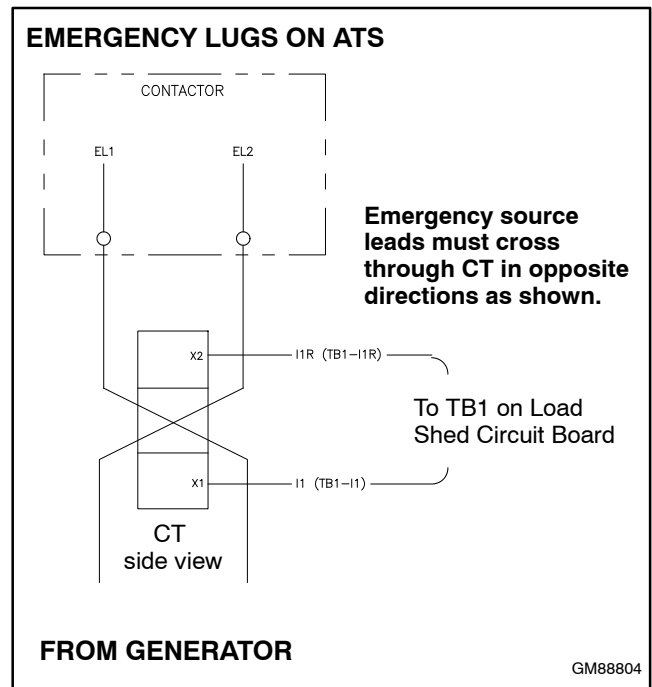 EMERGENCY LUGS ON ATS
CONTACTOR
EL1
EL2
Emergency source
leads must cross
through CT in opposite
directions as shown.
X2
I1R (TB1-I1R)
To TB1 on Load
Shed Circuit Board
X1
I1 (TB1-I1)
CT
side view
FROM GENERATOR
GM88804